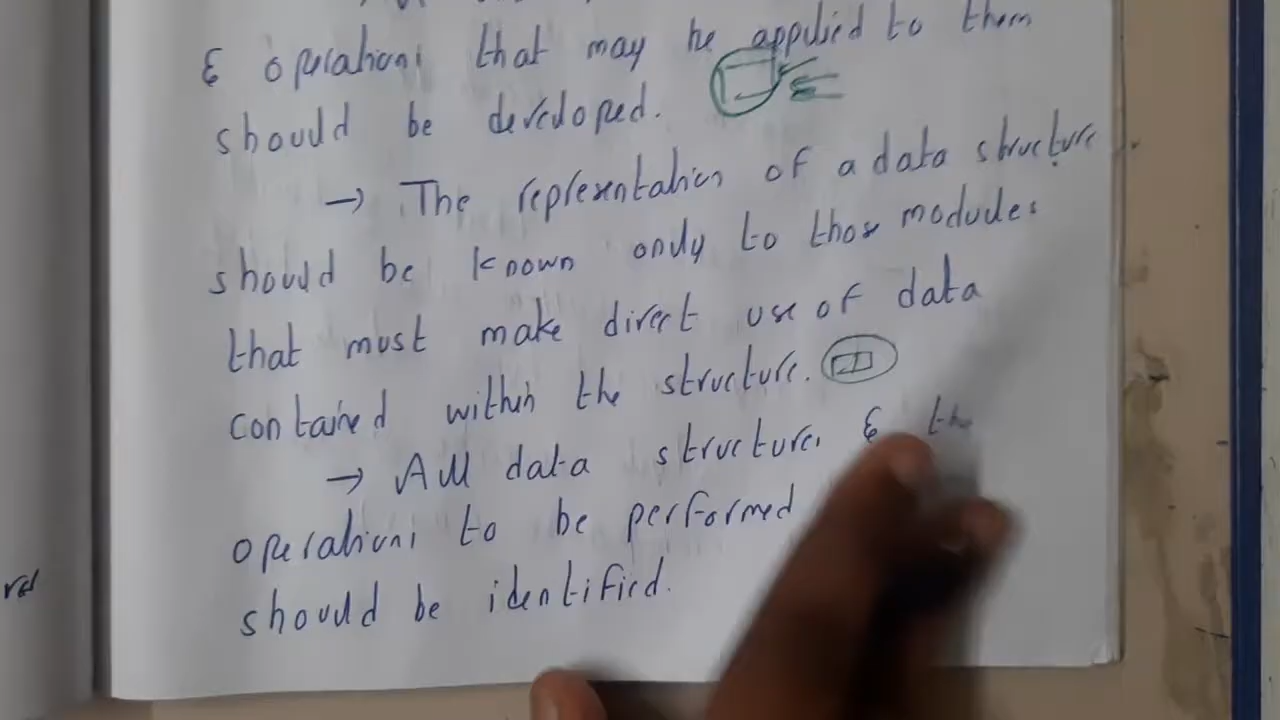 & operations that may be applied to them
should be developed.
→ The representation of a data structure
should be known only to those modules
that must make direct use of data
contained within the structure.
→ All data structures & the
operations to be performed
should be identified.